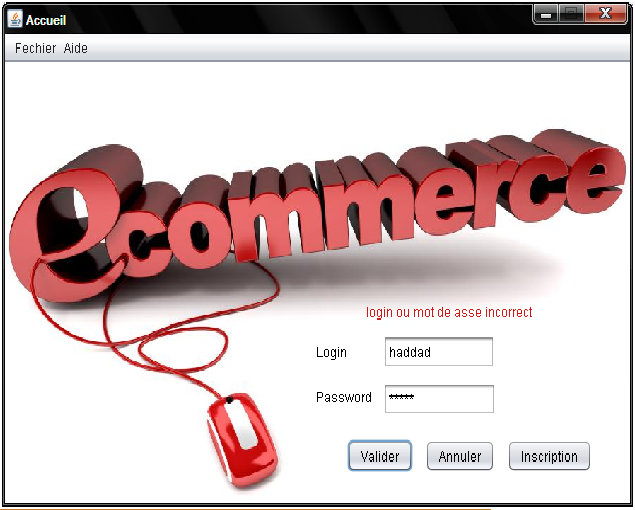 Accueil
Fechier Aide
ecommerce
login ou mot de asse incorrect
Login haddad
Password *****
Valider Annuler Inscription